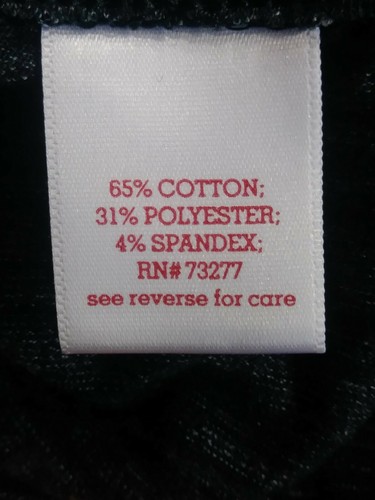 65% COTTON;
31% POLYESTER;
4% SPANDEX;
RN# 73277
see reverse for care